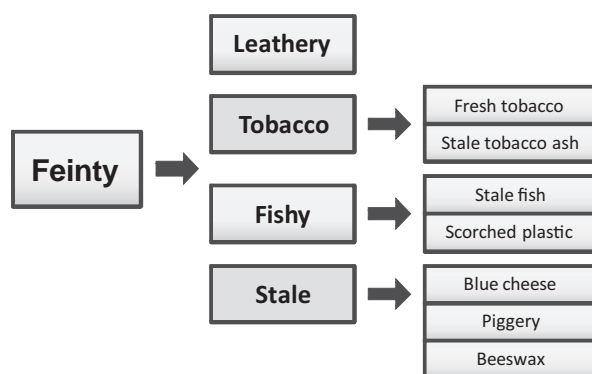 Feinty
Leathery
Tobacco
Fresh tobacco
Stale tobacco ash
Fishy
Stale fish
Scorched plastic
Stale
Blue cheese
Piggery
Beeswax